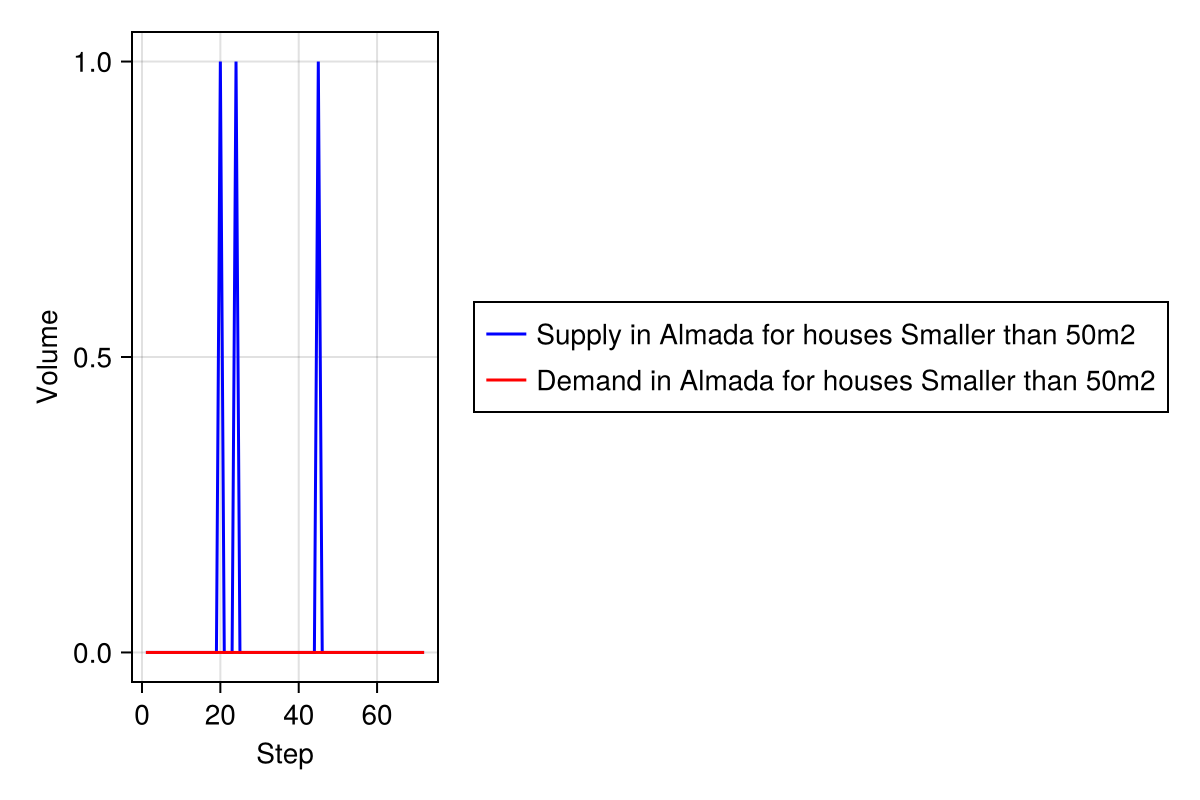 1.0
0.5
0.0
Volume
0 20 40 60
Step
Supply in Almada for houses Smaller than 50m2
Demand in Almada for houses Smaller than 50m2